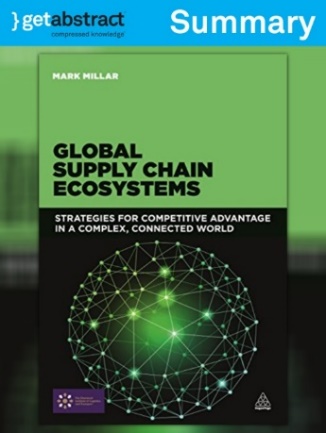 }getabstract
compressed knowledge
Summary
MARK MILLAR
GLOBAL
SUPPLY CHAIN
ECOSYSTEMS
STRATEGIES FOR COMPETITIVE ADVANTAGE
IN A COMPLEX, CONNECTED WORLD